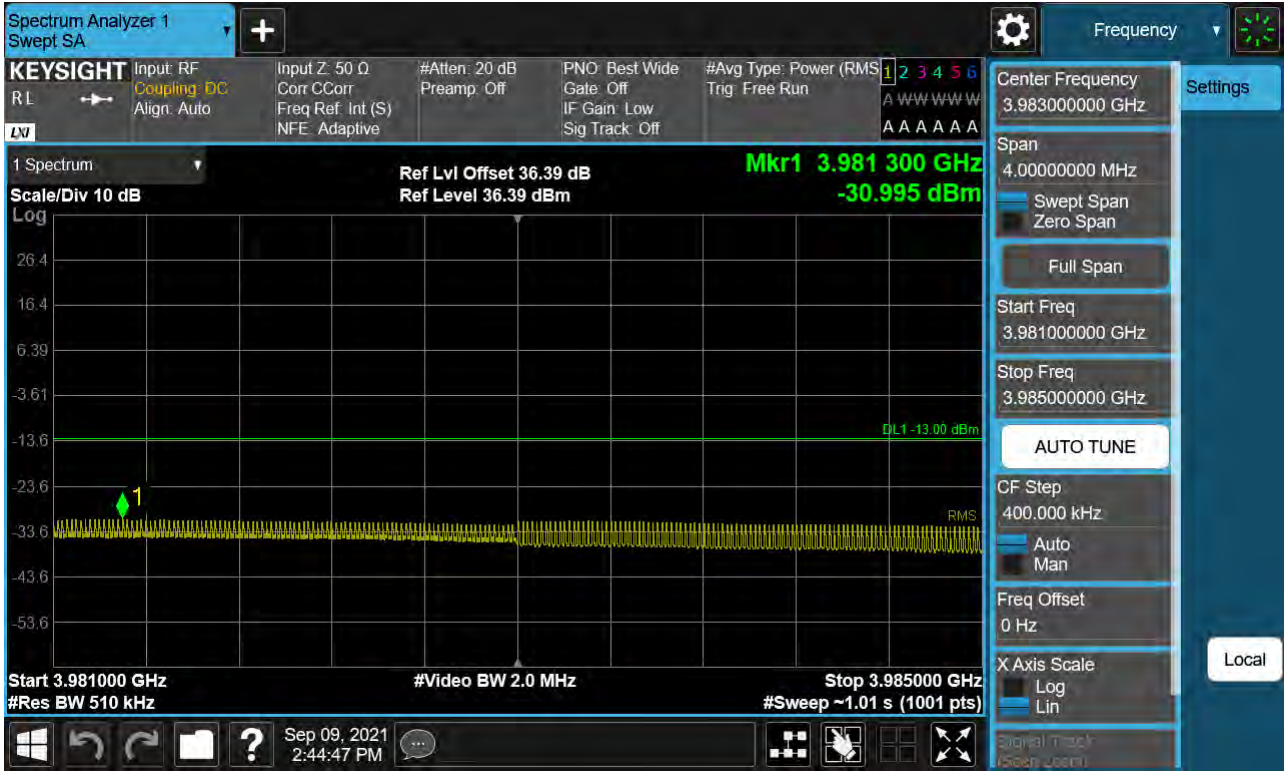 Spectrum Analyzer 1
Swept SA
+
Frequency
KEYSIGHT
RL
LXI
Input: RF
Coupling: DC
Align: Auto
Input Z: 50 Ω
Corr CCorr
Freq Ref: Int (S)
NFE: Adaptive
#Atten: 20 dB
Preamp: Off
PNO: Best Wide
Gate: Off
IF Gain: Low
Sig Track: Off
#Avg Type: Power (RMS
Trig: Free Run
1 2 3 4 5 6
A W W W W W
A A A A A A
1 Spectrum
Scale/Div 10 dB
Log
Ref Lvl Offset 36.39 dB
Ref Level 36.39 dBm
Mkr1 3.981 300 GHz
-30.995 dBm
26.4
16.4
6.39
-3.61
DL1 -13.00 dBm
-13.6
-23.6
1
RMS
-33.6
-43.6
-53.6
Start 3.981000 GHz
#Video BW 2.0 MHz
Stop 3.985000 GHz
#Res BW 510 kHz
#Sweep ~1.01 s (1001 pts)
Center Frequency
3.983000000 GHz
Settings
Span
4.00000000 MHz
Swept Span
Zero Span
Full Span
Start Freq
3.981000000 GHz
Stop Freq
3.985000000 GHz
AUTO TUNE
CF Step
400.000 kHz
Auto
Man
Freq Offset
0 Hz
X Axis Scale
Log
Lin
Local
Signal Track
(Span Zoom)
?
Sep 09, 2021
2:44:47 PM